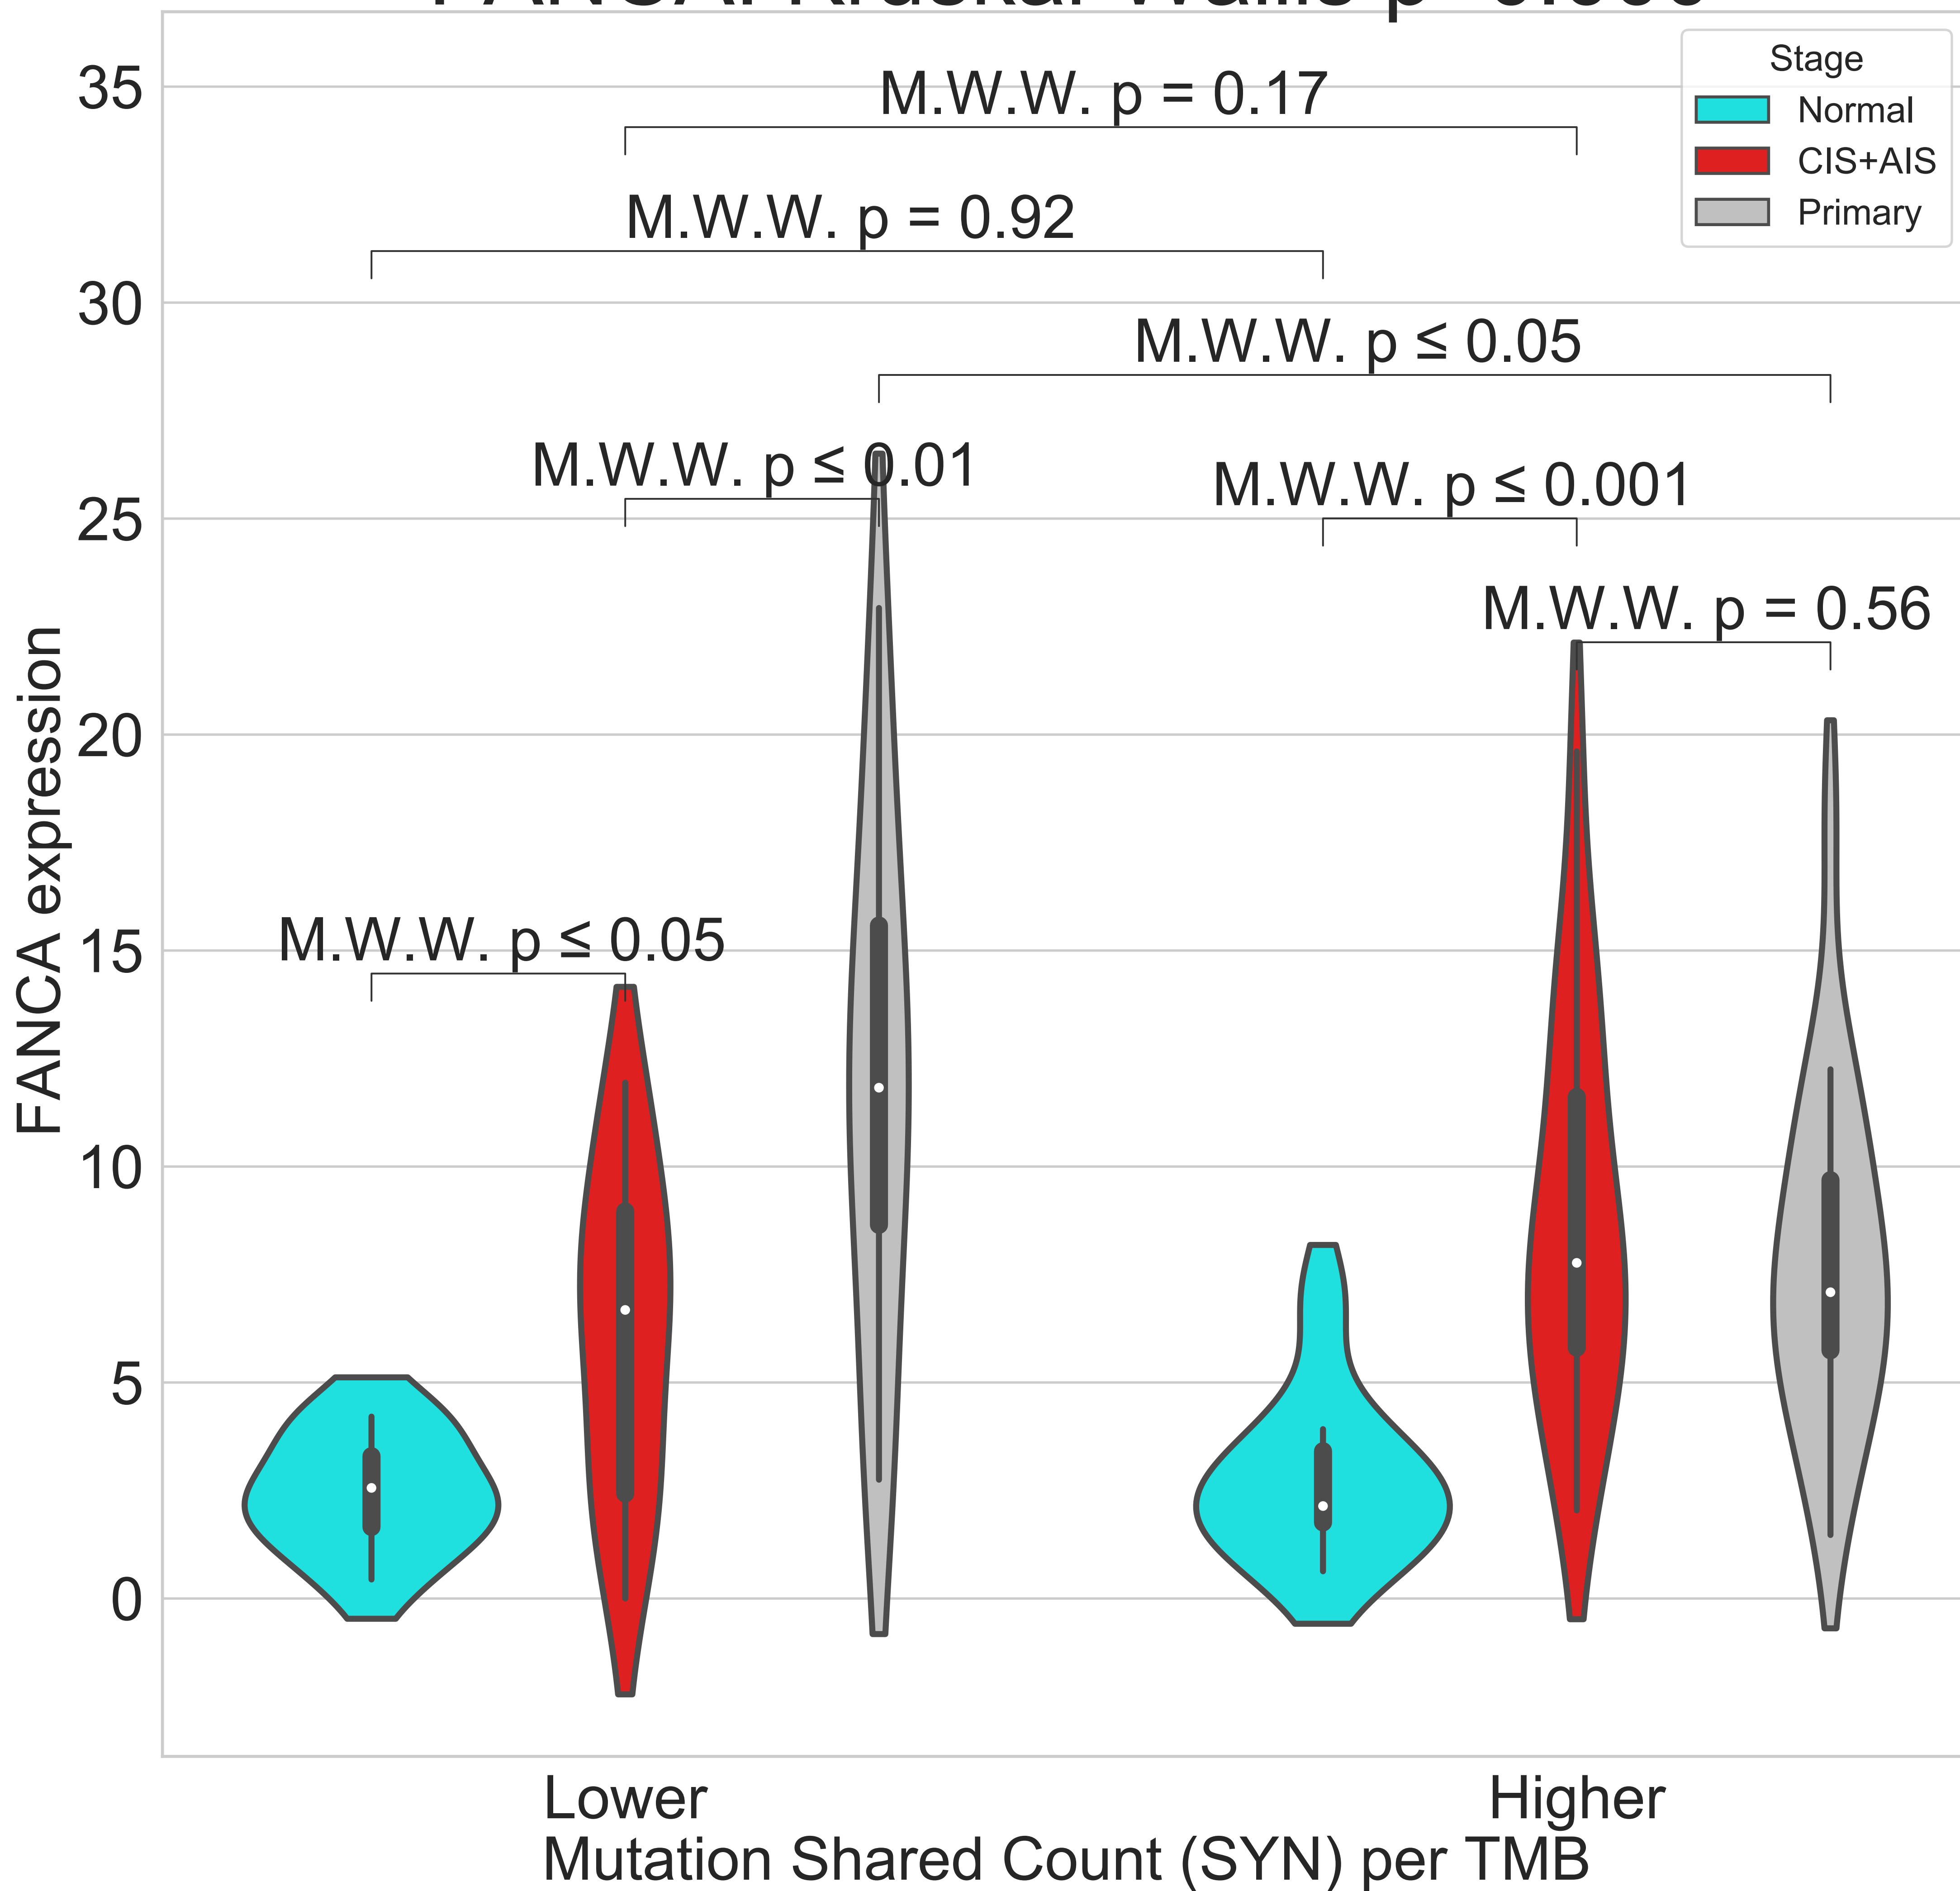 Stage
Normal
CIS+AIS
Primary
M.W.W. p = 0.17
M.W.W. p = 0.92
M.W.W. p ≤ 0.05
M.W.W. p ≤ 0.01
M.W.W. p ≤ 0.001
M.W.W. p = 0.56
M.W.W. p ≤ 0.05
35
30
25
20
15
10
5
0
FANCA expression
Lower
Higher
Mutation Shared Count (SYN) per TMB